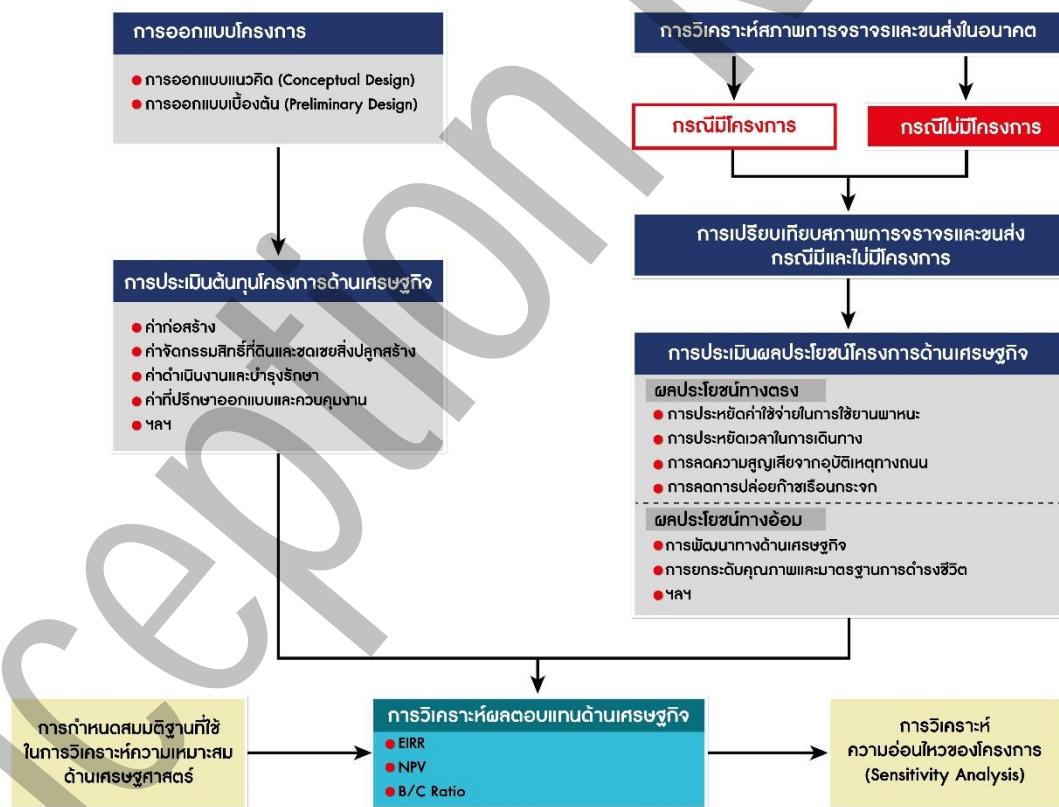 การออกแบบโครงการ
● การออกแบบแนวคิด (Conceptual Design)
● การออกแบบเบื้องต้น (Preliminary Design)
การประเมินต้นทุนโครงการด้านเศรษฐกิจ
● ค่าก่อสร้าง
● ค่าจัดกรรมสิทธิ์ที่ดินและชดเชยสิ่งปลูกสร้าง
● ค่าดำเนินงานและบำรุงรักษา
● ค่าที่ปรึกษาออกแบบและควบคุมงาน
● ฯลฯ
การวิเคราะห์สภาพการจราจรและขนส่งในอนาคต
กรณีมีโครงการ
กรณีไม่มีโครงการ
การเปรียบเทียบสภาพการจราจรและขนส่ง
กรณีมีและไม่มีโครงการ
การประเมินผลประโยชน์โครงการด้านเศรษฐกิจ
ผลประโยชน์ทางตรง
● การประหยัดค่าใช้จ่ายในการใช้ยานพาหนะ
● การประหยัดเวลาในการเดินทาง
● การลดความสูญเสียจากอุบัติเหตุทางถนน
● การลดการปล่อยก๊าซเรือนกระจก
ผลประโยชน์ทางอ้อม
● การพัฒนาทางด้านเศรษฐกิจ
● การยกระดับคุณภาพและมาตรฐานการดำรงชีวิต
● ฯลฯ
การกำหนดสมมติฐานที่ใช้
ในการวิเคราะห์ความเหมาะสม
ด้านเศรษฐศาสตร์
การวิเคราะห์ผลตอบแทนด้านเศรษฐกิจ
● EIRR
● NPV
● B/C Ratio
การวิเคราะห์
ความอ่อนไหวของโครงการ
(Sensitivity Analysis)